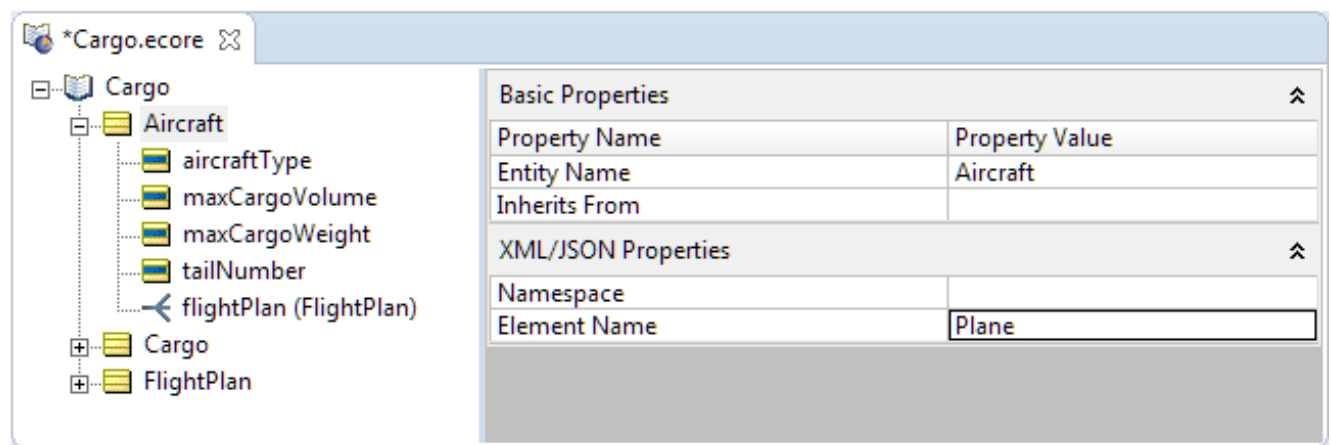 *Cargo.ecore
Cargo
Aircraft
aircraftType
maxCargoVolume
maxCargoWeight
tailNumber
flightPlan (FlightPlan)
Cargo
FlightPlan
Basic Properties
Property Name Property Value
Entity Name Aircraft
Inherits From
XML/JSON Properties
Namespace
Element Name Plane